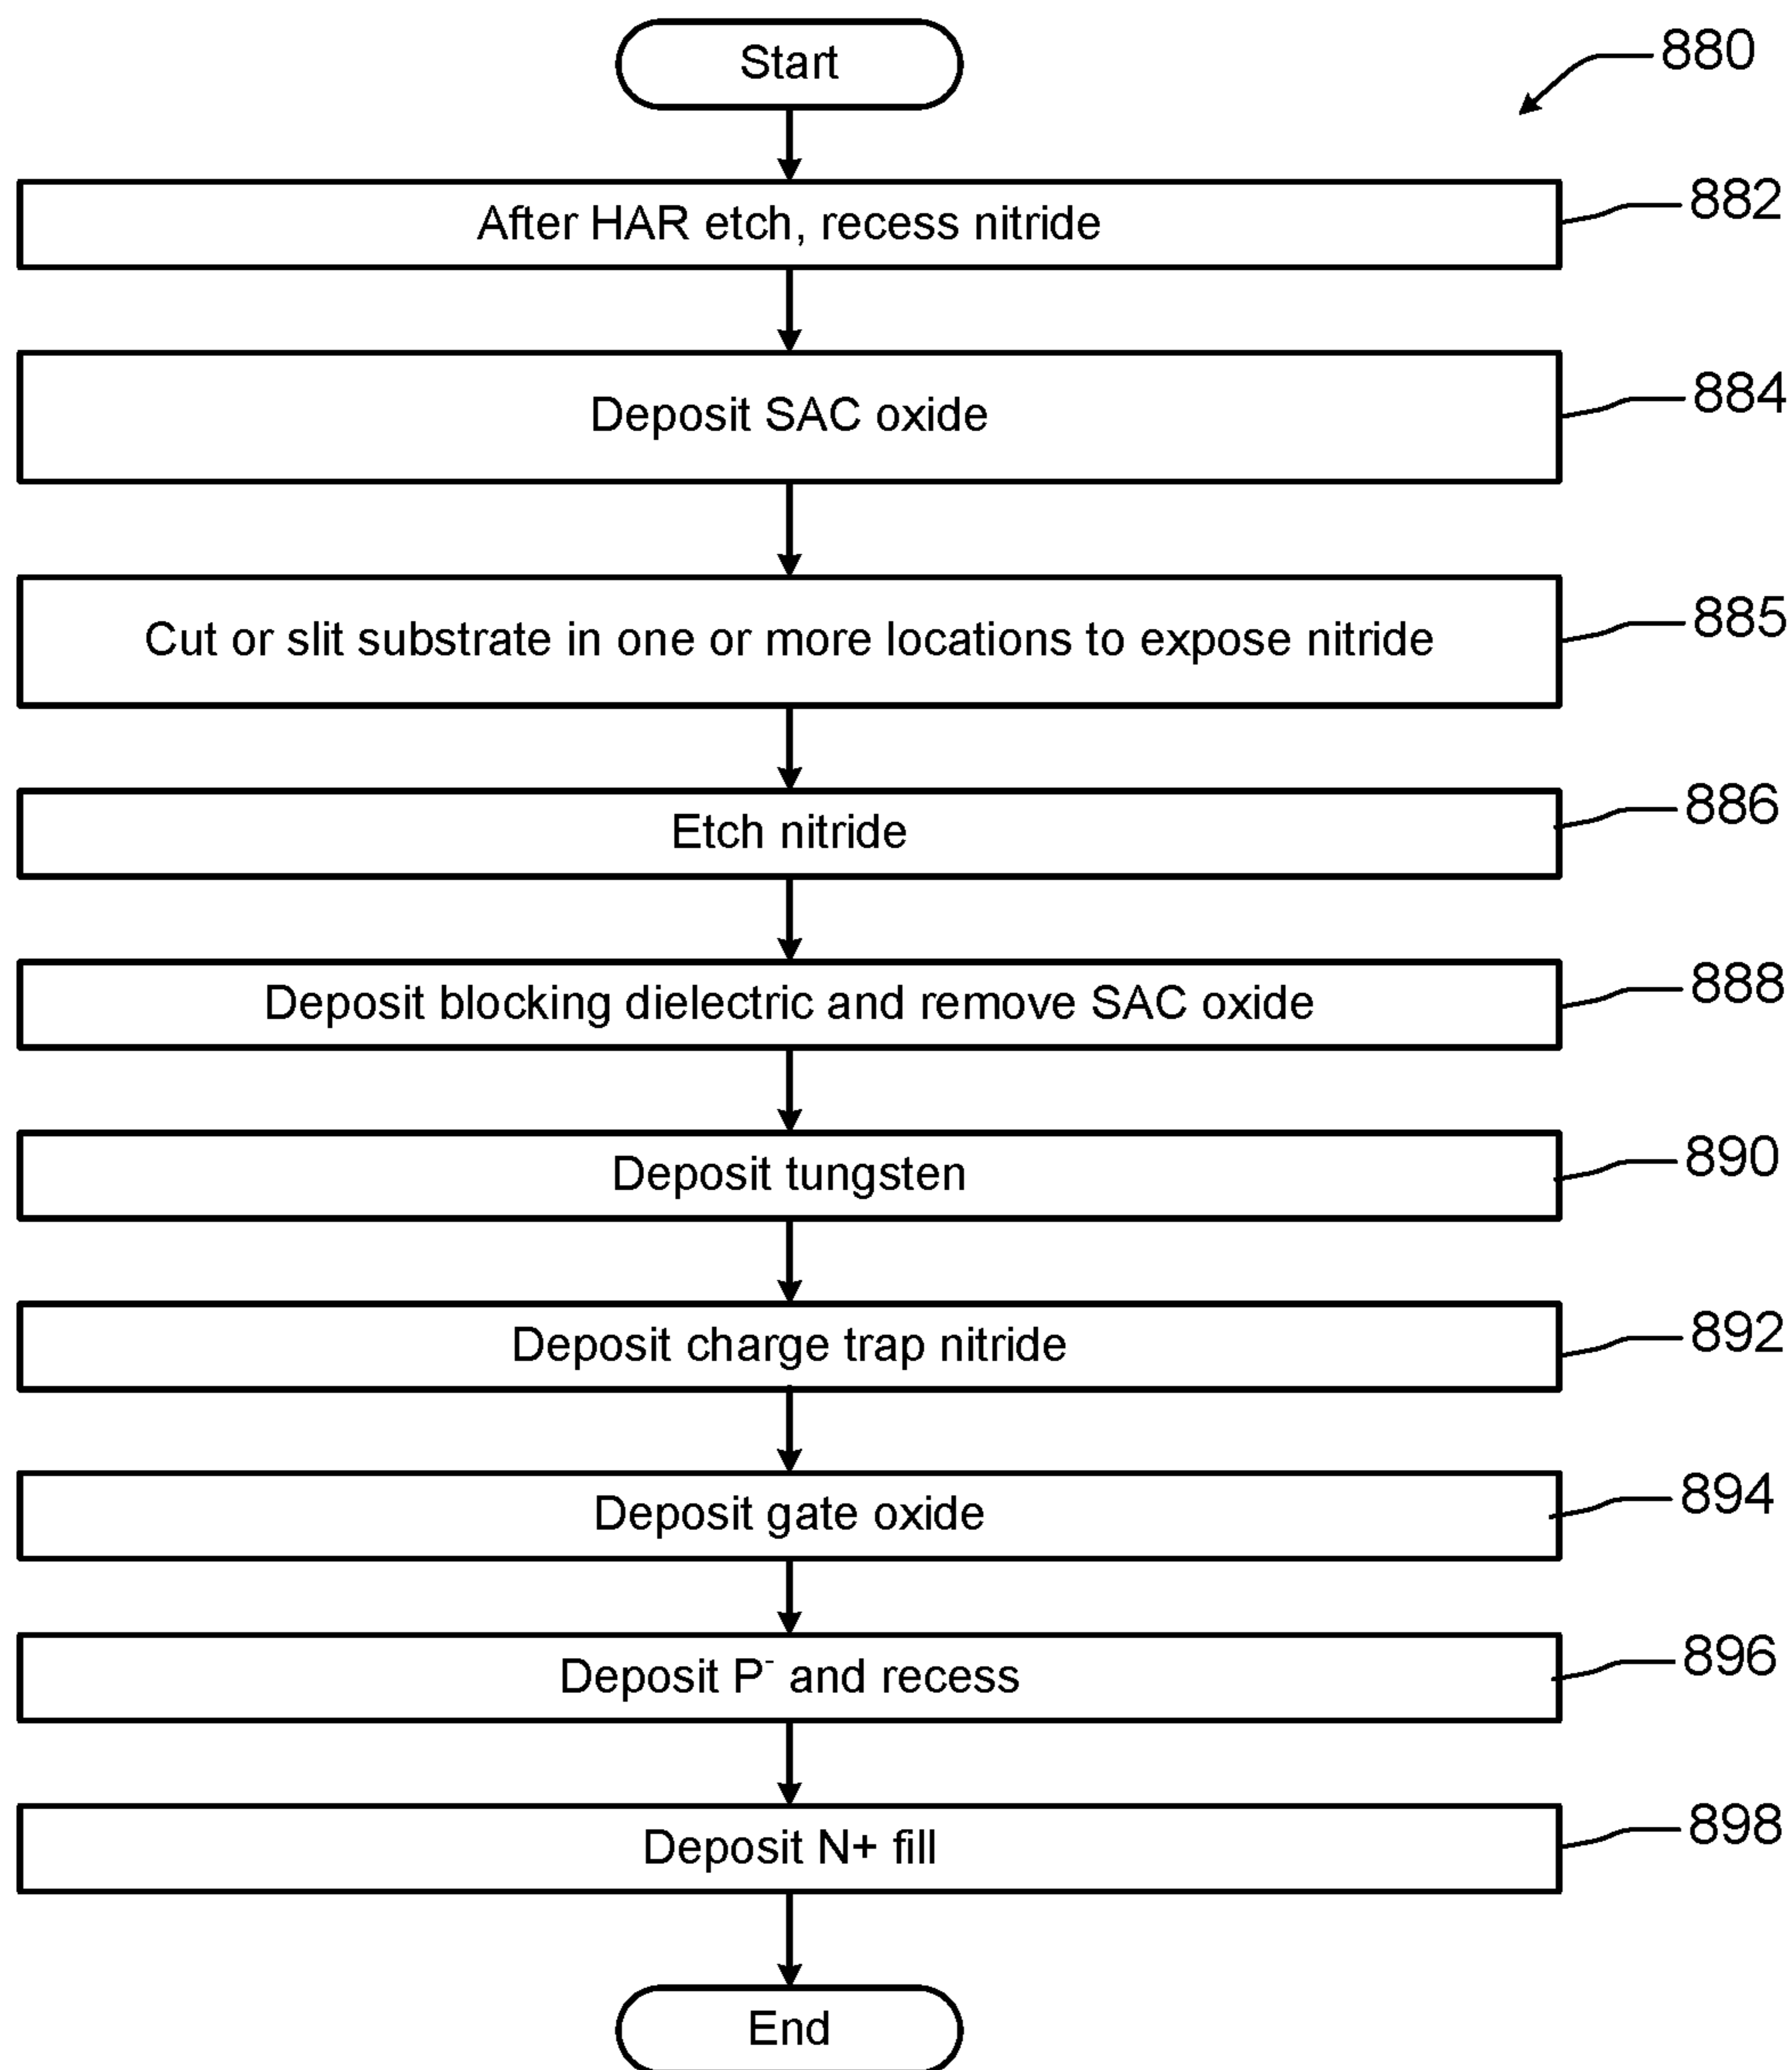 Start
880
After HAR etch, recess nitride
882
Deposit SAC oxide
884
Cut or slit substrate in one or more locations to expose nitride
885
Etch nitride
886
Deposit blocking dielectric and remove SAC oxide
888
Deposit tungsten
890
Deposit charge trap nitride
892
Deposit gate oxide
894
Deposit P⁻ and recess
896
Deposit N+ fill
898
End